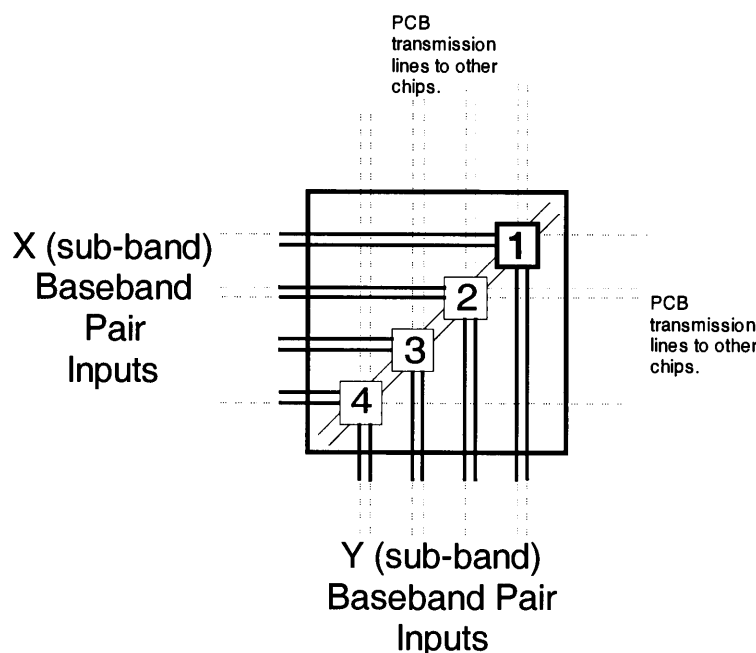 PCB
transmission
lines to other
chips.
X (sub-band)
Baseband
Pair
Inputs
1
2
3
4
PCB
transmission
lines to other
chips.
Y (sub-band)
Baseband Pair
Inputs